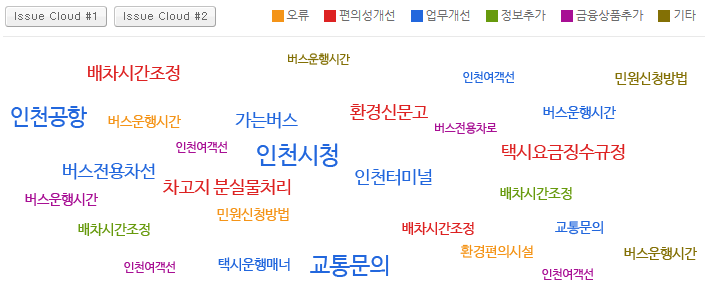 Issue Cloud #1 Issue Cloud #2 오류 편의성개선 업무개선 정보추가 금융상품추가 기타
버스운행시간
배차시간조정 인천여객선 민원신청방법
인천공항 버스운행시간 가는버스 환경신문고 버스운행시간
버스전용차로
인천여객선 인천시청 택시요금징수규정
버스전용차선 인천터미널
버스운행시간 차고지 분실물처리 배차시간조정
민원신청방법
배차시간조정 배차시간조정 교통문의
환경편의시설 버스운행시간
인천여객선 택시운행매너 교통문의 인천여객선